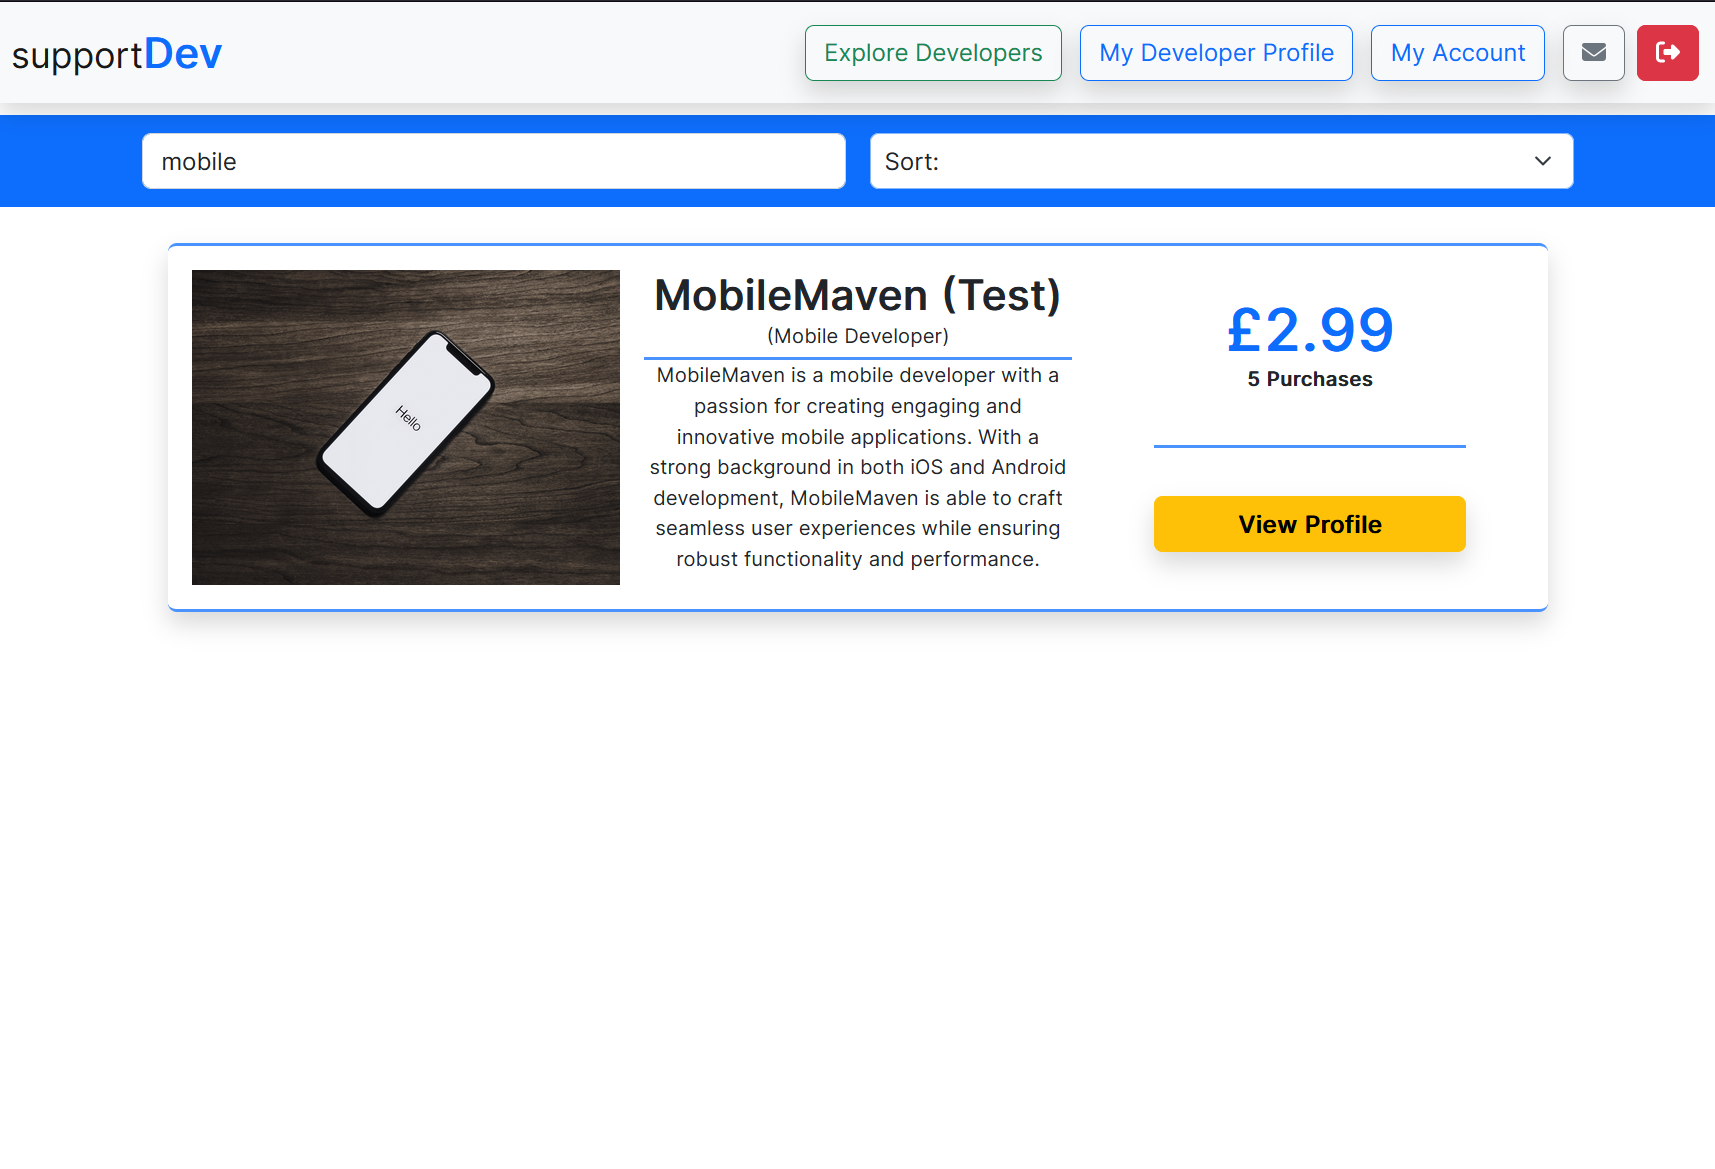 supportDev
Explore Developers
My Developer Profile
My Account
mobile
Sort:
Hello
MobileMaven (Test)
(Mobile Developer)
MobileMaven is a mobile developer with a
passion for creating engaging and
innovative mobile applications. With a
strong background in both iOS and Android
development, MobileMaven is able to craft
seamless user experiences while ensuring
robust functionality and performance.
£2.99
5 Purchases
View Profile